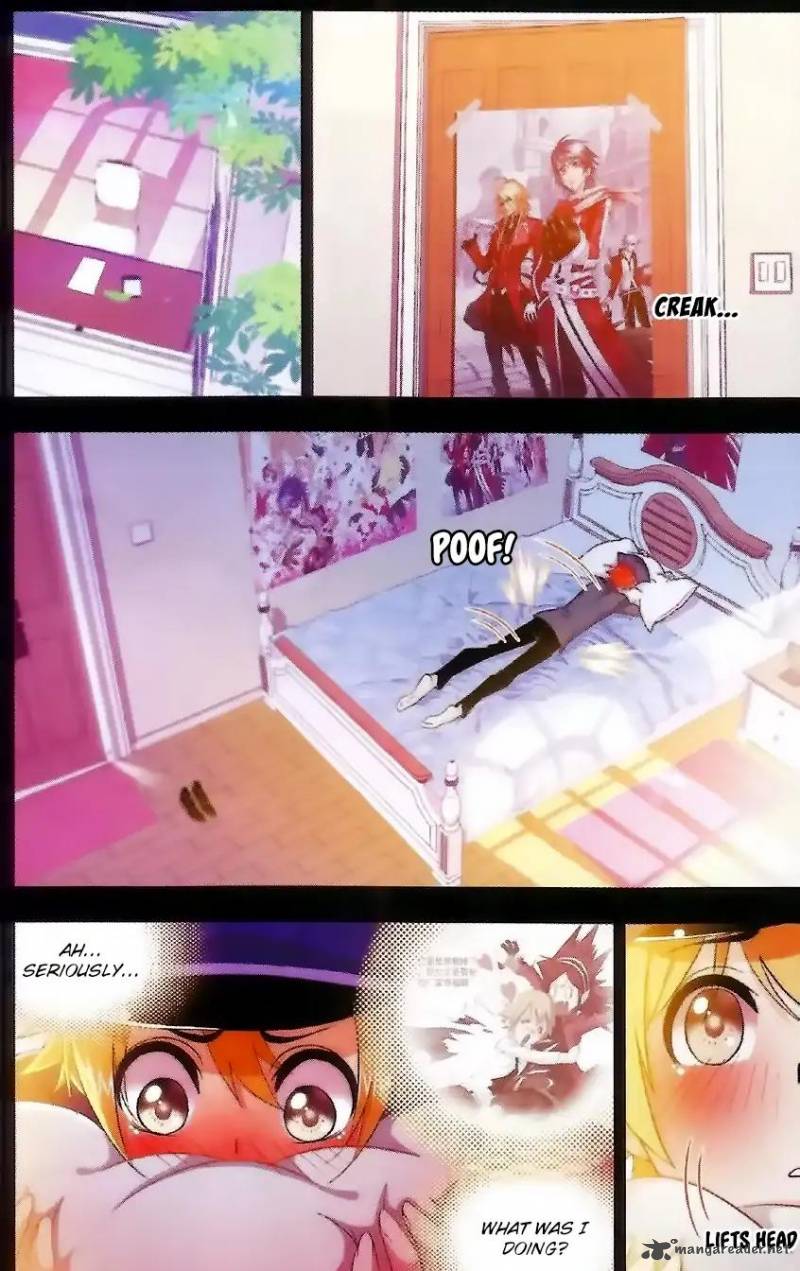 CREAK...
POOF!
AH...
SERIOUSLY...
WHAT WAS I
DOING?
LIFTS HEAD
mangareader.net